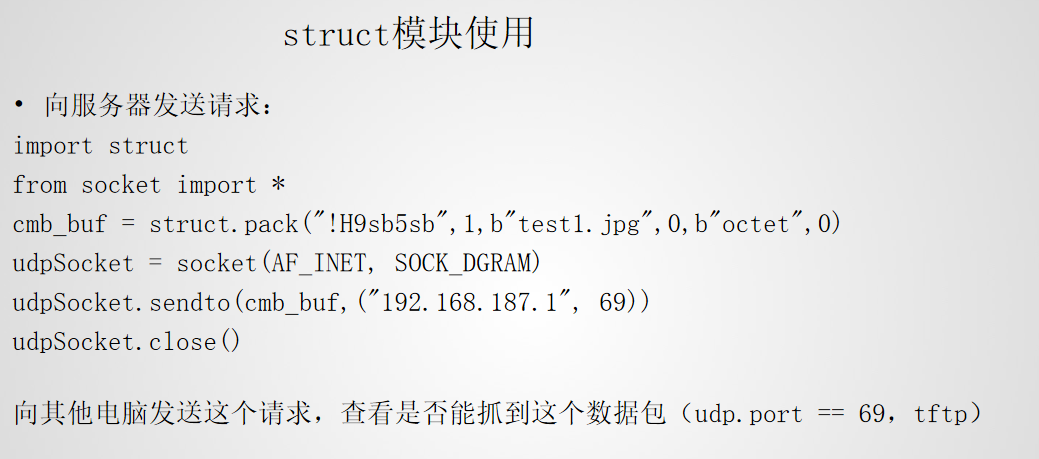 struct模块使用
• 向服务器发送请求:
import struct
from socket import *
cmb_buf = struct.pack("!H9sb5sb",1,b"test1.jpg",0,b"octet",0)
udpSocket = socket(AF_INET, SOCK_DGRAM)
udpSocket.sendto(cmb_buf,("192.168.187.1", 69))
udpSocket.close()
向其他电脑发送这个请求，查看是否能抓到这个数据包（udp.port == 69，tftp）